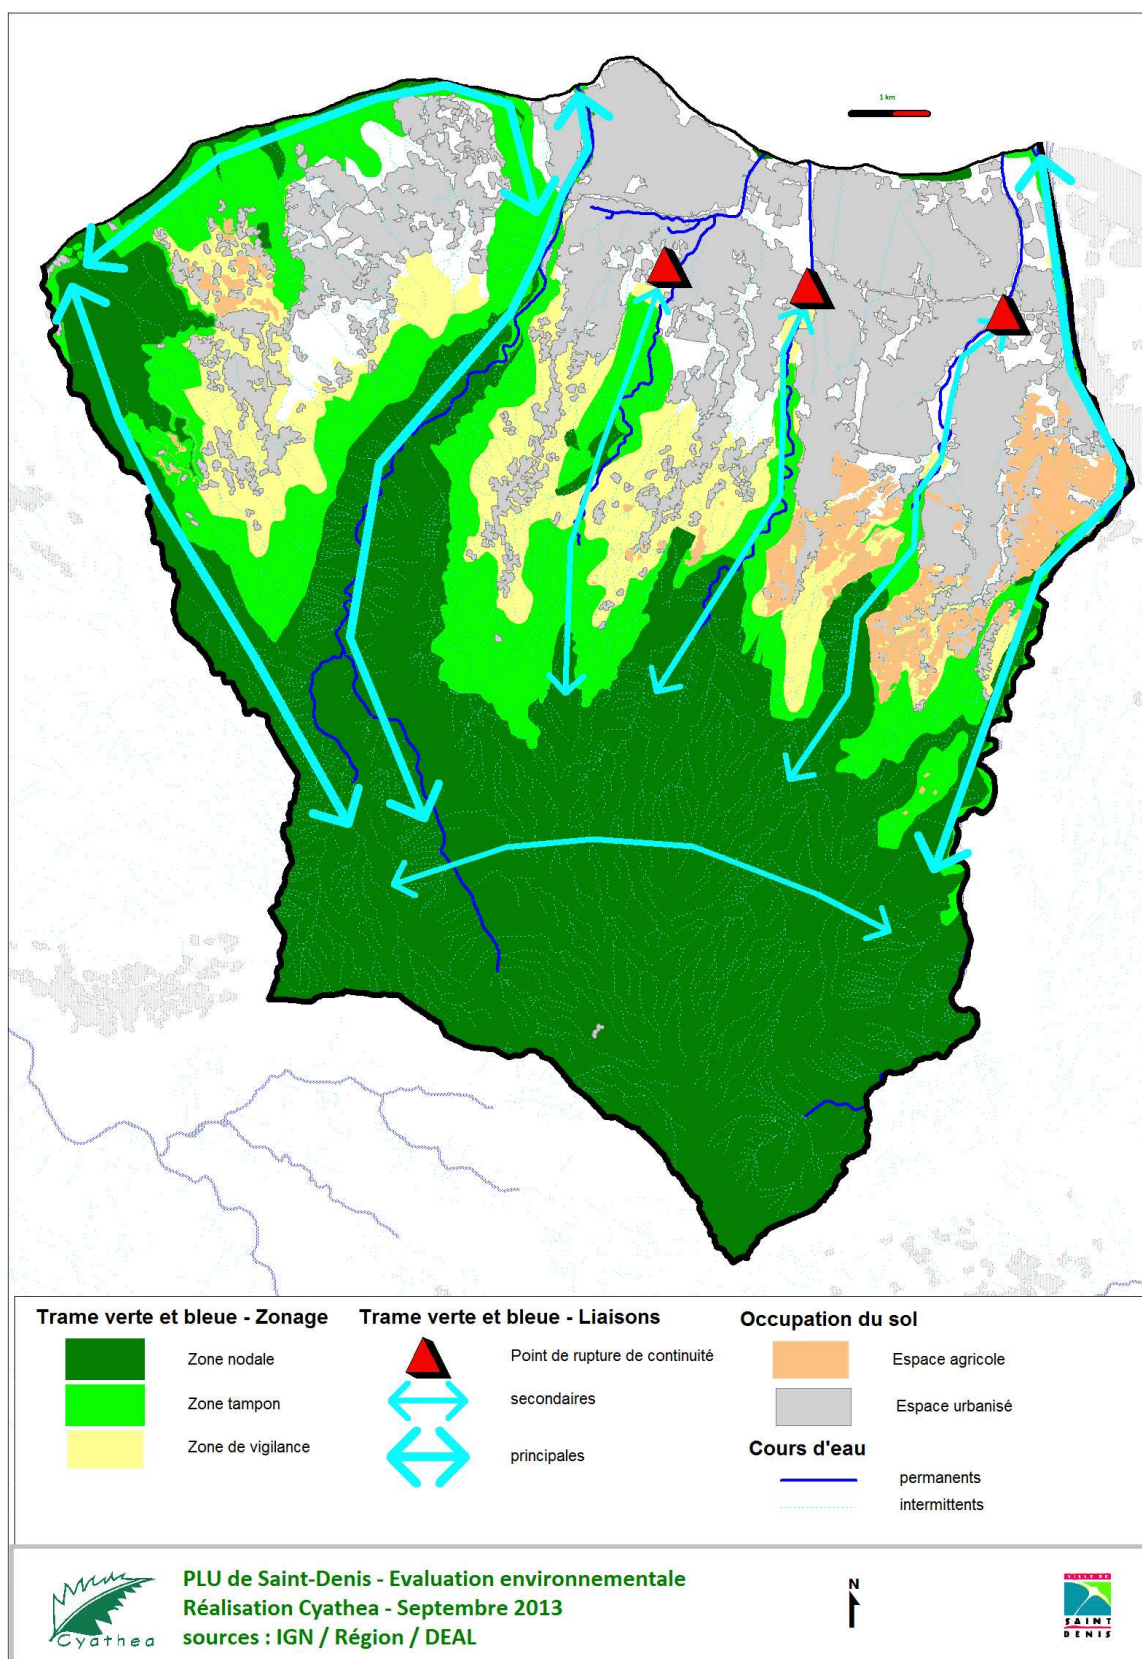 1 km
Trame verte et bleue - Zonage
Zone nodale
Zone tampon
Zone de vigilance
Trame verte et bleue - Liaisons
Point de rupture de continuité
secondaires
principales
Occupation du sol
Espace agricole
Espace urbanisé
Cours d'eau
permanents
intermittents
Cyathea
PLU de Saint-Denis - Evaluation environnementale
Réalisation Cyathea - Septembre 2013
sources : IGN / Région / DEAL
N
VILLE DE
SAINT
DENIS